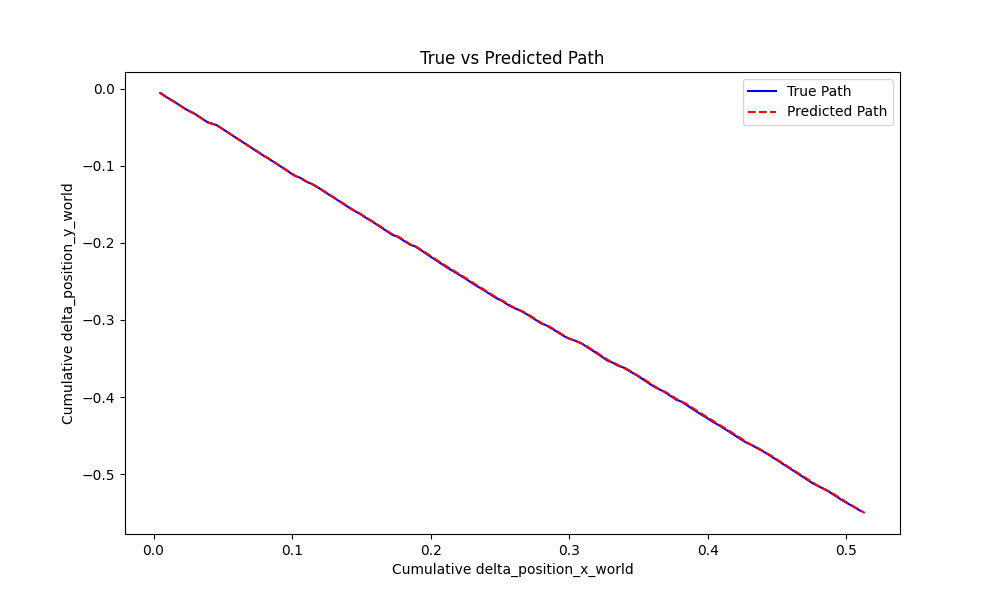 True vs Predicted Path
True Path
Predicted Path
0.0
−0.1
−0.2
−0.3
−0.4
−0.5
Cumulative delta_position_y_world
0.0 0.1 0.2 0.3 0.4 0.5
Cumulative delta_position_x_world